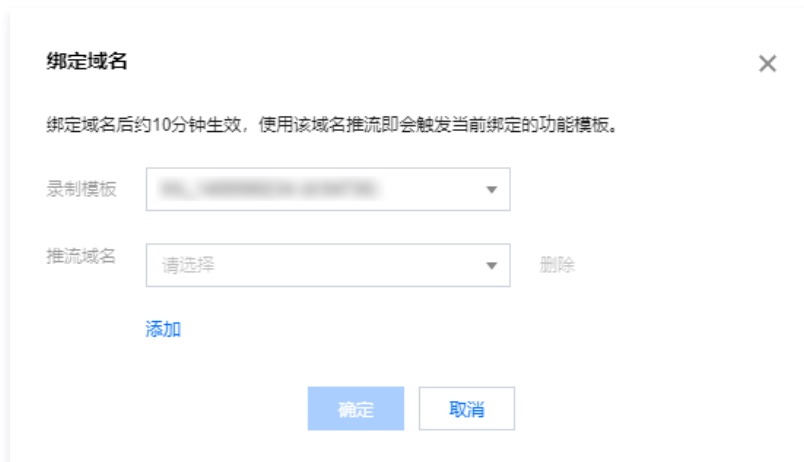 绑定域名
绑定域名后约10分钟生效，使用该域名推流即会触发当前绑定的功能模板。
录制模板
推流域名 请选择 删除
添加
确定 取消